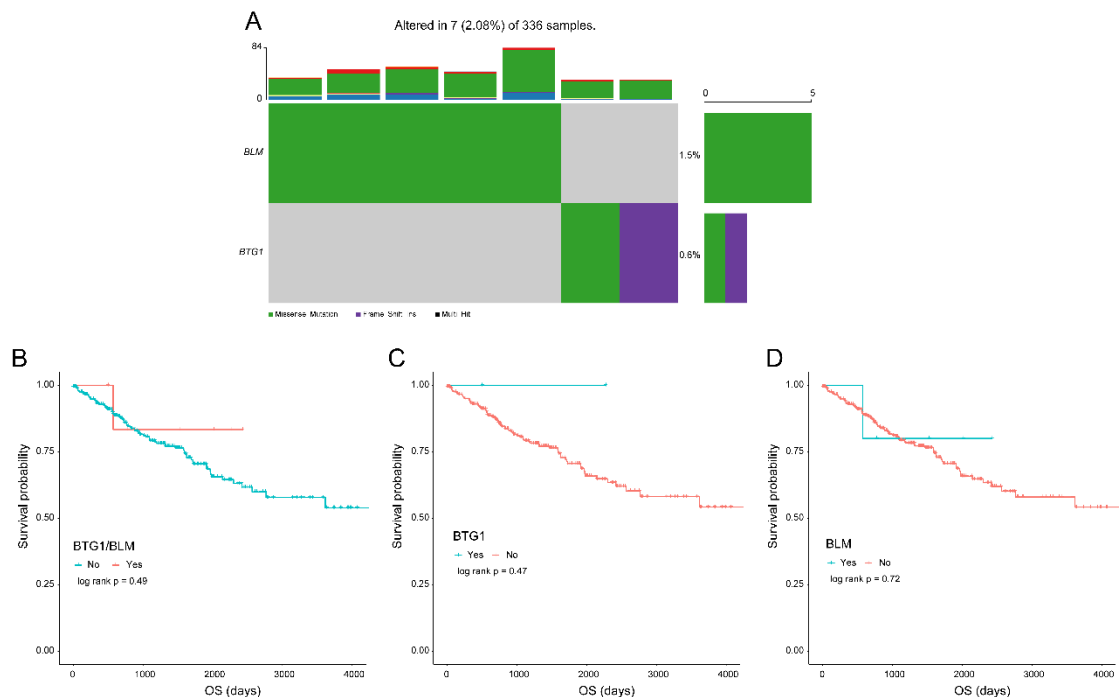 A
Altered in 7 (2.08%) of 336 samples.
84
0
0
5
BLM
1.5%
BTG1
0.6%
Missense Mutation
Frame Shift Ins
Multi Hit
B
1.00
0.75
0.50
0.25
0.00
Survival probability
BTG1/BLM
No
Yes
log rank p = 0.49
0
1000
2000
3000
4000
OS (days)
C
1.00
0.75
0.50
0.25
0.00
Survival probability
BTG1
Yes
No
log rank p = 0.47
0
1000
2000
3000
4000
OS (days)
D
1.00
0.75
0.50
0.25
0.00
Survival probability
BLM
Yes
No
log rank p = 0.72
0
1000
2000
3000
4000
OS (days)